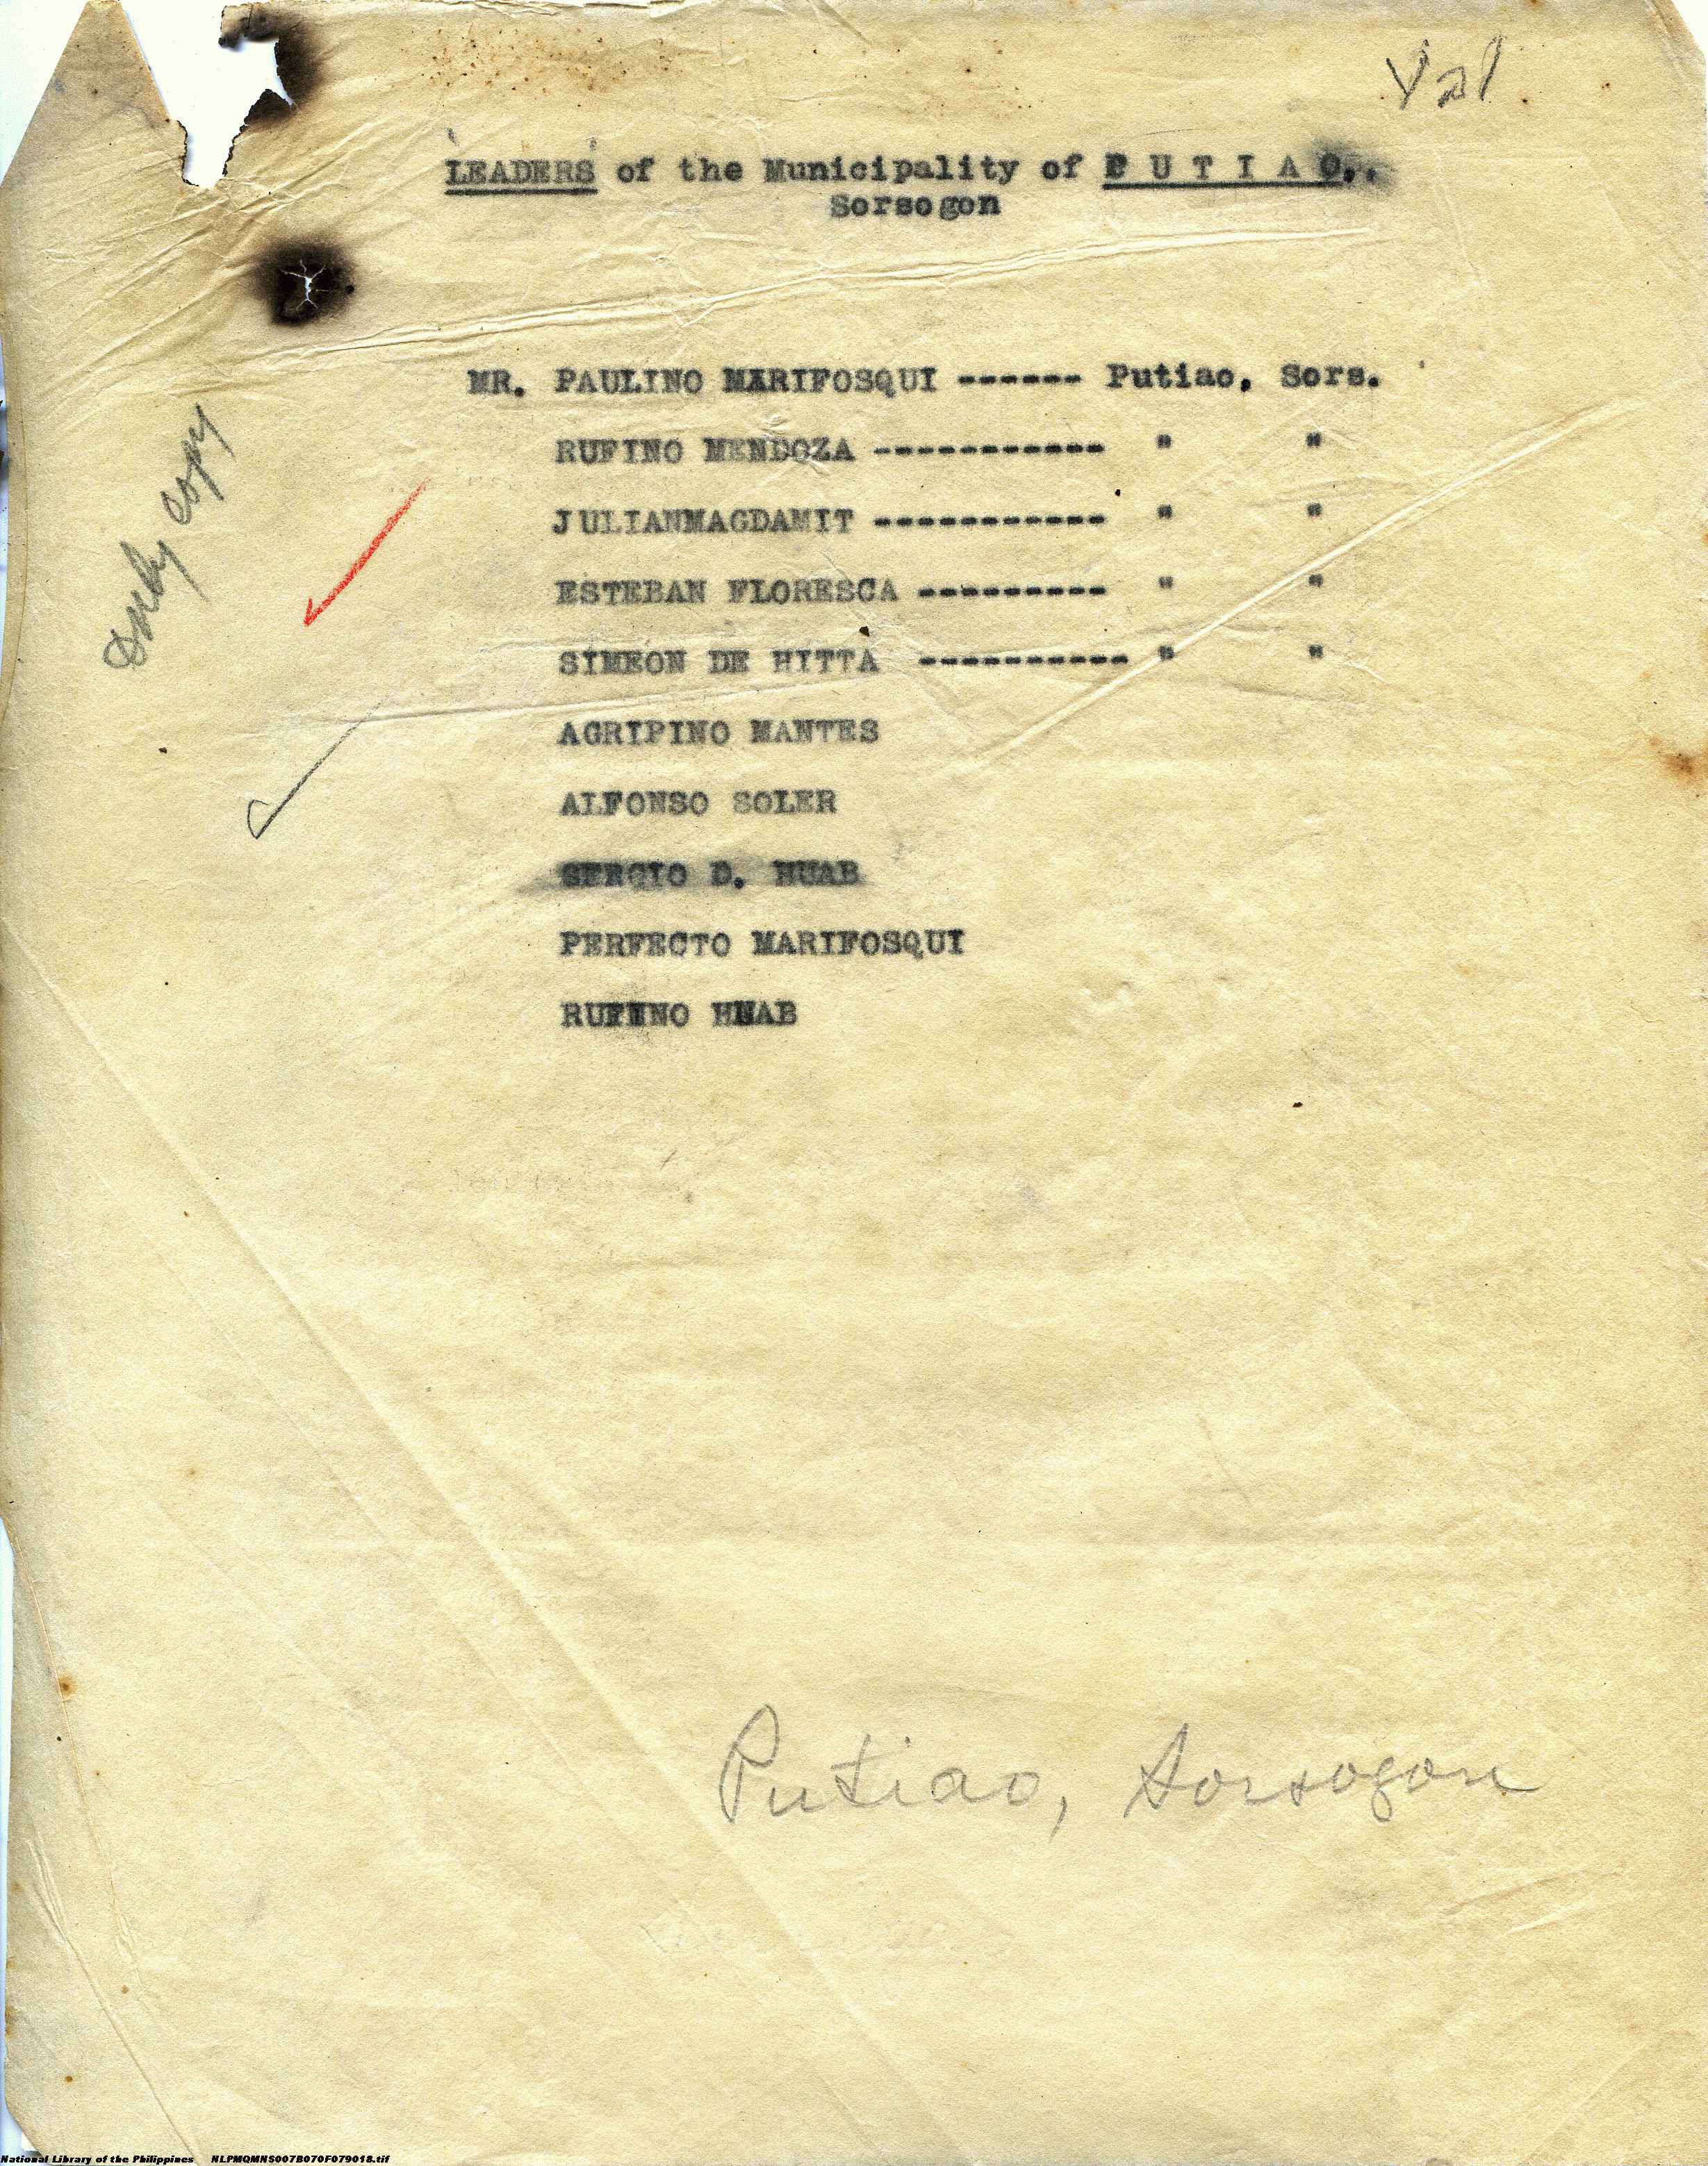 LEADERS of the Municipality of P U T I A O,.
Sorsogon
MR. PAULINO MARIFOSQUI ------ Putiao, Sors.
RUFINO MENDOZA ----------- " "
JULIANMAGDAMIT ----------- " "
ESTEBAN FLORESCA --------- " "
SIMEON DE HITTA ---------- " "
AGRIPINO MANTES
ALFONSO SOLER
SERGIO D. HUAB
PERFECTO MARIFOSQUI
RUFINO HUAB
Only copy
Putiao, Sorsogon
National Library of the Philippines NLPMQMNS007B070F079018.tif